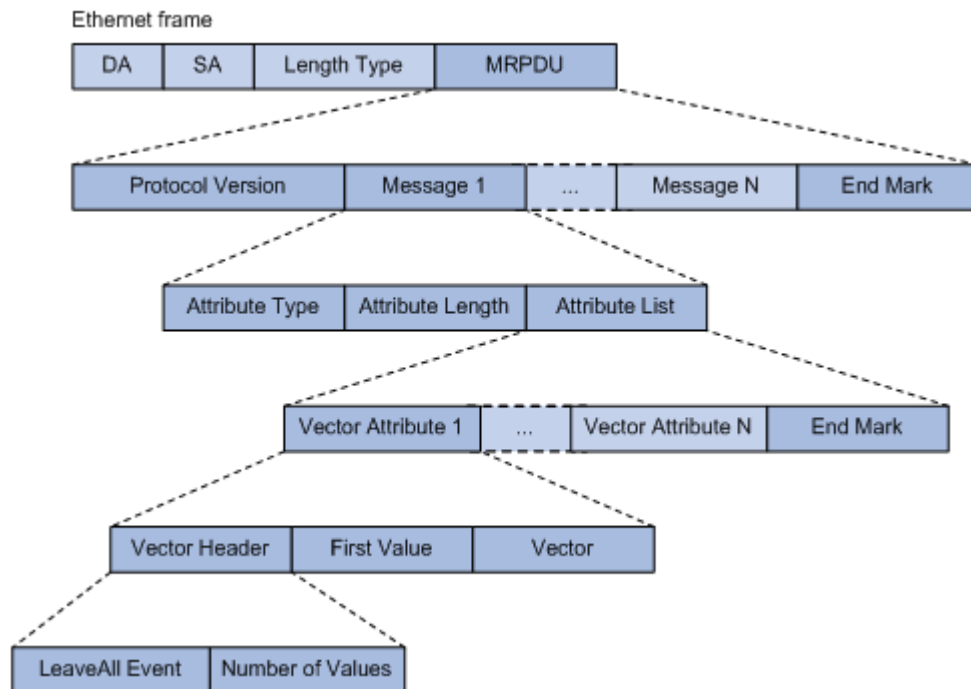 Ethernet frame
DA SA Length Type MRPDU
Protocol Version Message 1 ... Message N End Mark
Attribute Type Attribute Length Attribute List
Vector Attribute 1 ... Vector Attribute N End Mark
Vector Header First Value Vector
LeaveAll Event Number of Values